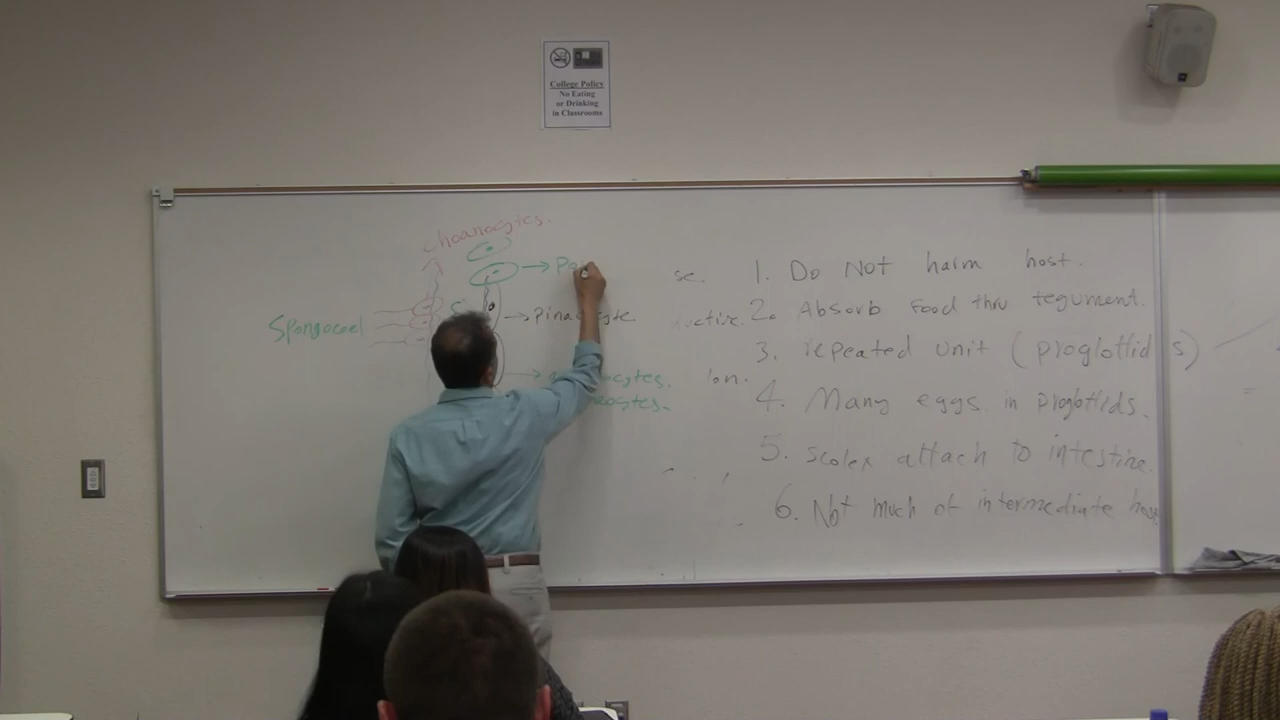 College Policy
No Eating
or Drinking
in Classrooms
choanocytes.
Spongocoel
se.
ion.
1. Do Not harm host.
2. Absorb food thru tegument.
3. repeated unit (proglottids)
4. Many eggs in proglottids.
5. scolex attach to intestine.
6. Not much of intermediate